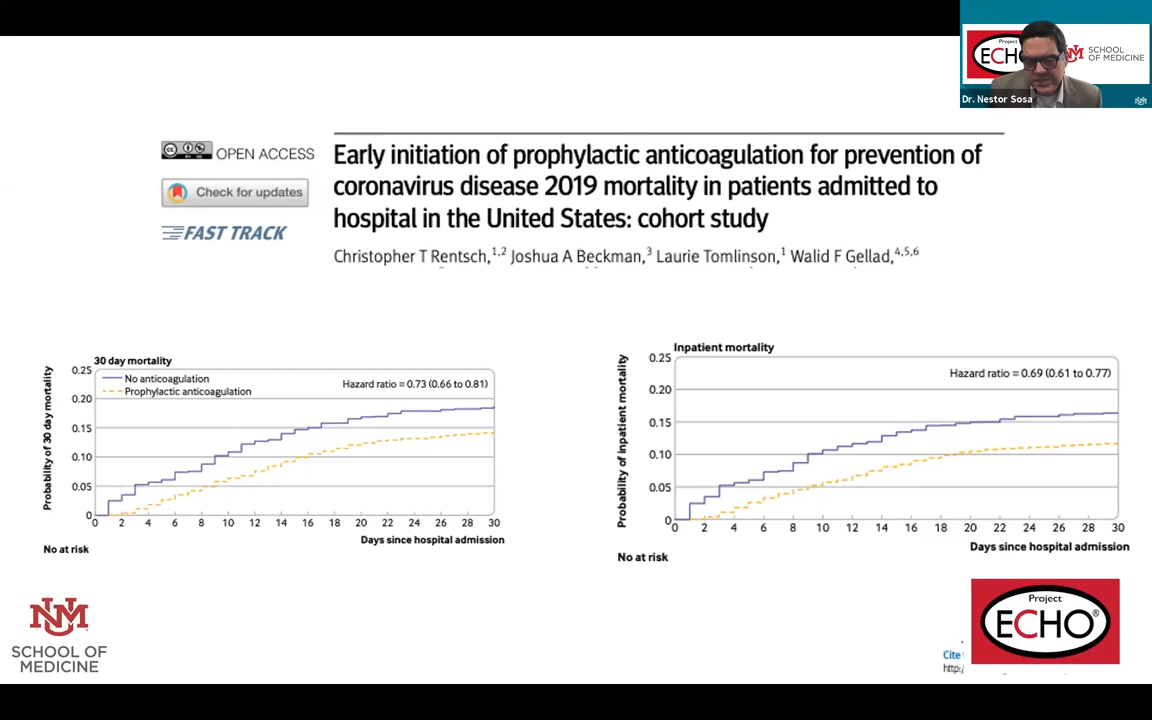 Project
ECHO
SCHOOL
OF MEDICINE
Dr. Nestor Sosa
OPEN ACCESS
Check for updates
FAST TRACK
Early initiation of prophylactic anticoagulation for prevention of
coronavirus disease 2019 mortality in patients admitted to
hospital in the United States: cohort study
Christopher T Rentsch,1,2 Joshua A Beckman,3 Laurie Tomlinson,1 Walid F Gellad,4,5,6
30 day mortality
No anticoagulation
Prophylactic anticoagulation
Hazard ratio = 0.73 (0.66 to 0.81)
Probability of 30 day mortality
0.25
0.20
0.15
0.10
0.05
0
0 2 4 6 8 10 12 14 16 18 20 22 24 26 28 30
Days since hospital admission
No at risk
Inpatient mortality
Hazard ratio = 0.69 (0.61 to 0.77)
Probability of inpatient mortality
0.25
0.20
0.15
0.10
0.05
0
0 2 4 6 8 10 12 14 16 18 20 22 24 26 28 30
Days since hospital admission
No at risk
SCHOOL OF
MEDICINE
Project
ECHO®
Cite
http:/